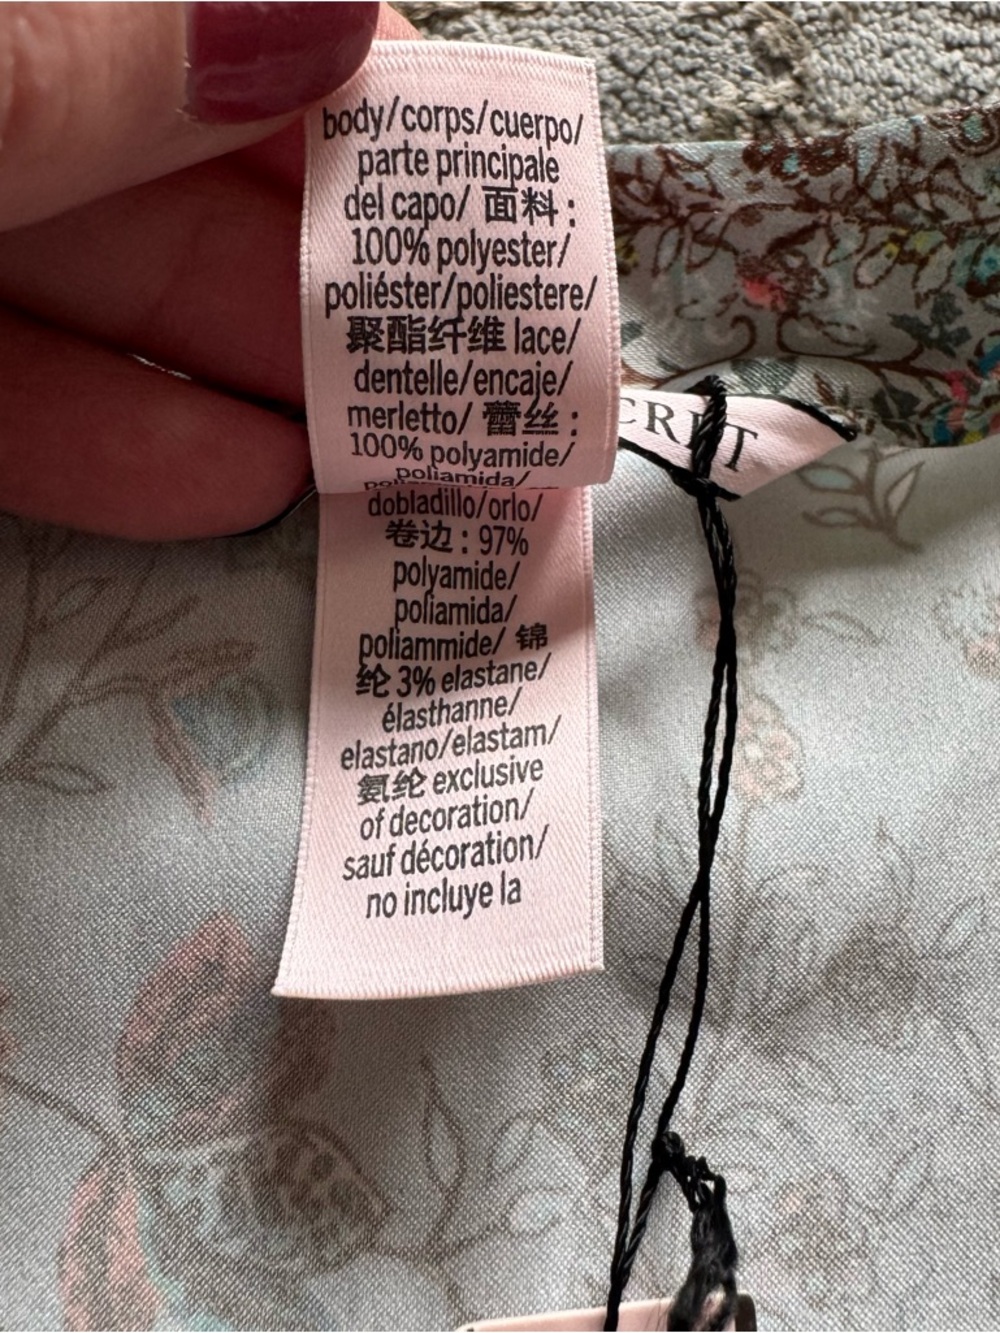 body/corps/cuerpo/
parte principale
del capo/ 面料 :
100% polyester/
poliéster/poliestere/
聚酯纤维 lace/
dentelle/encaje/
merletto/ 蕾丝 :
100% polyamide/
poliamida/
dobladillo/orlo/
卷边 : 97%
polyamide/
poliamida/
poliammide/ 锦
纶 3% elastane/
élasthanne/
elastano/elastam/
氨纶 exclusive
of decoration/
sauf décoration/
no incluye la
CRET